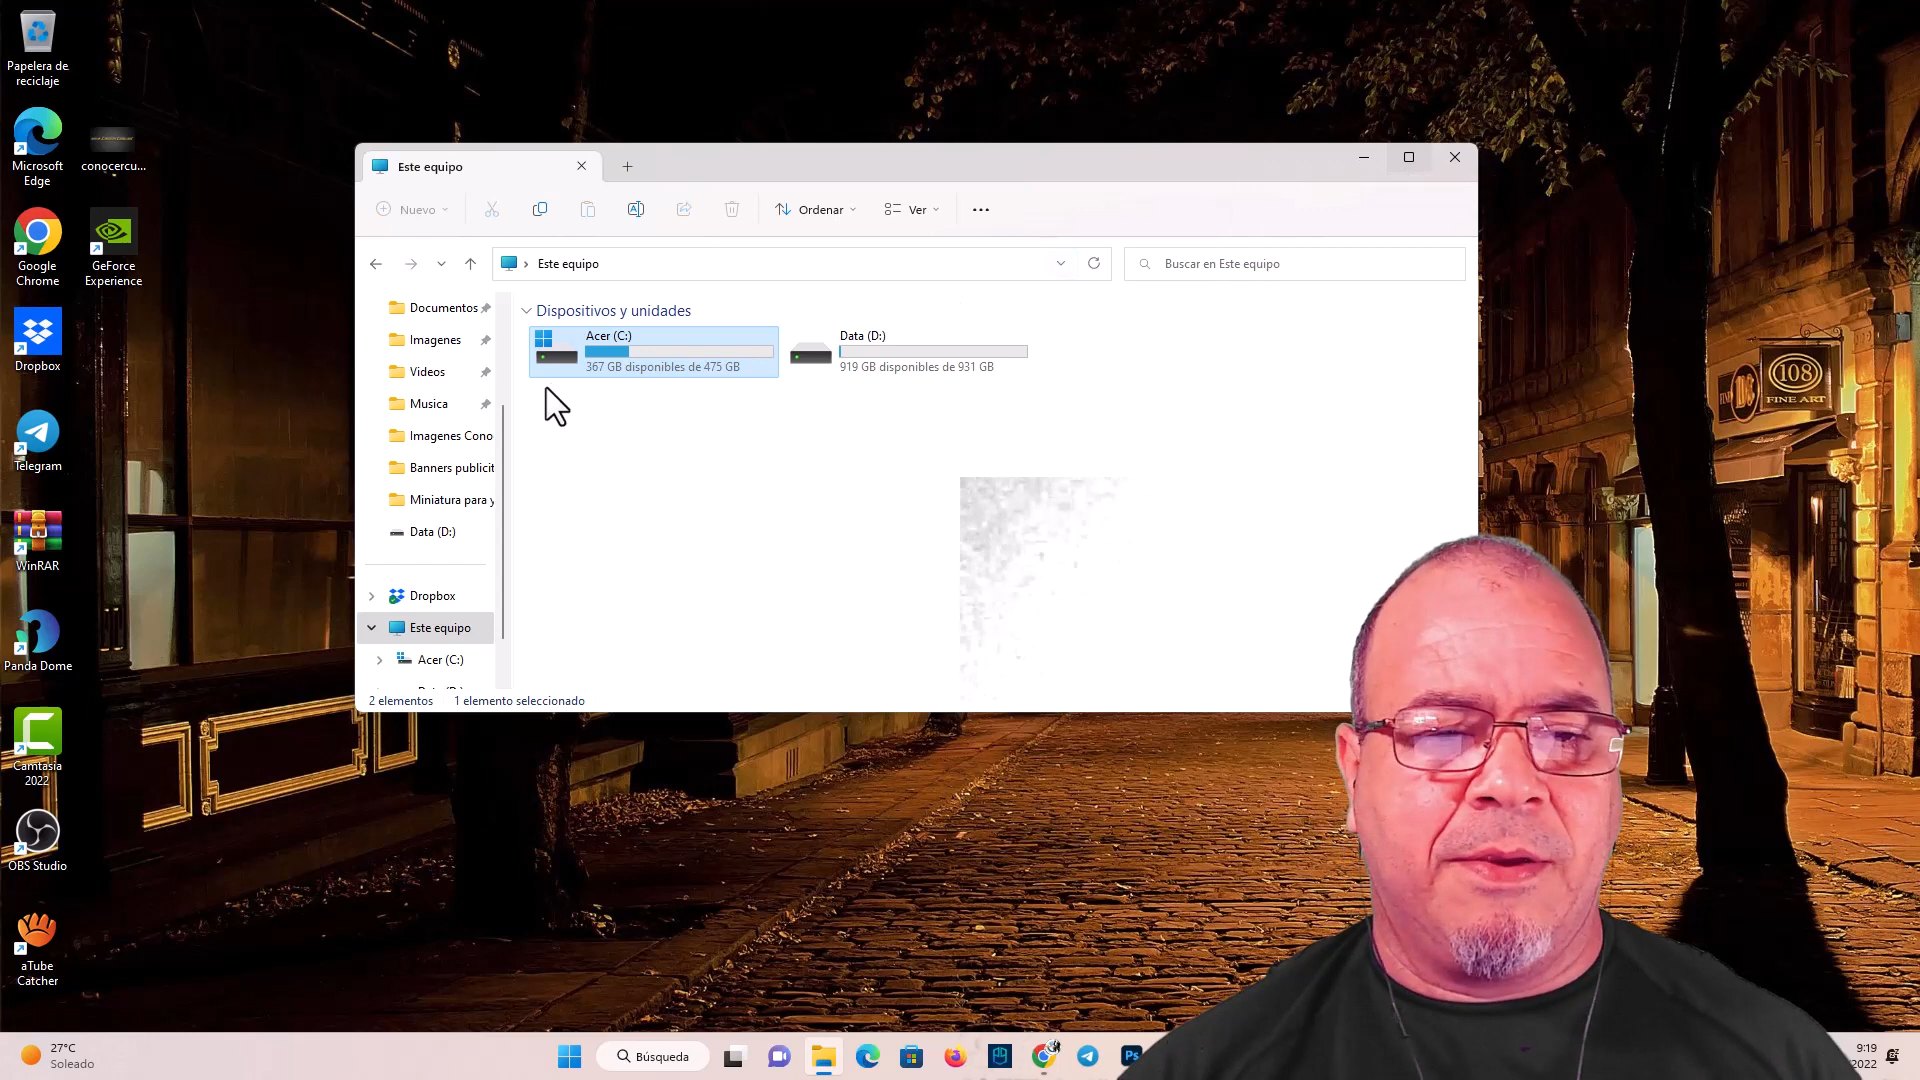 Papelera de
reciclaje
Microsoft
Edge
conocercu...
Google
Chrome
GeForce
Experience
Dropbox
Telegram
WinRAR
Panda Dome
Camtasia
2022
OBS Studio
aTube
Catcher
Este equipo
Nuevo
Ordenar
Ver
Este equipo
Buscar en Este equipo
Documentos
Imagenes
Videos
Musica
Imagenes Cono
Banners publicit
Miniatura para y
Data (D:)
Dropbox
Este equipo
Acer (C:)
Dispositivos y unidades
Acer (C:)
367 GB disponibles de 475 GB
Data (D:)
919 GB disponibles de 931 GB
2 elementos
1 elemento seleccionado
108
FINE ART
27°C
Soleado
Búsqueda
Ps
9:19
2022